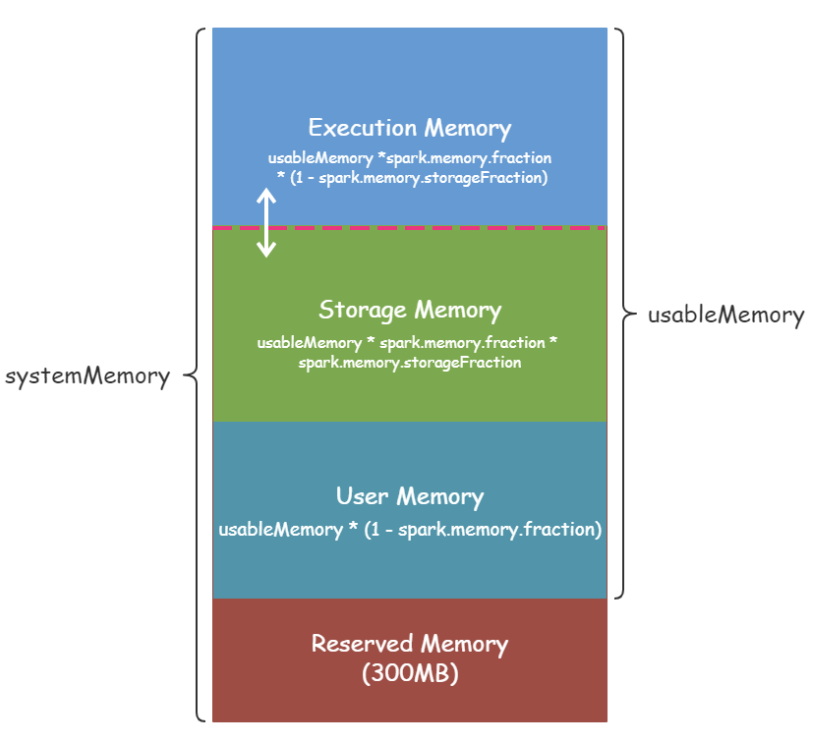 Execution Memory
usableMemory *spark.memory.fraction
* (1 - spark.memory.storageFraction)
Storage Memory
usableMemory * spark.memory.fraction *
spark.memory.storageFraction
usableMemory
systemMemory
User Memory
usableMemory * (1 - spark.memory.fraction)
Reserved Memory
(300MB)